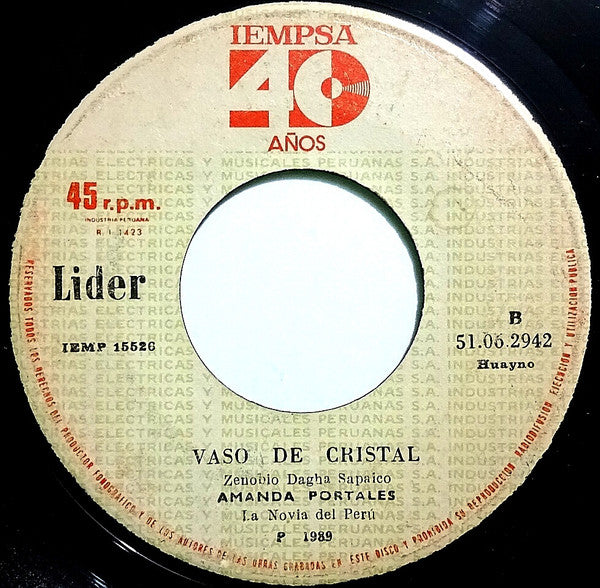 IEMPSA
40
AÑOS
INDUSTRIAS ELECTRICAS Y MUSICALES PERUANAS S.A.
45 r.p.m.
INDUSTRIA PERUANA
R. I. 1423
Lider
IEMP 15526
B
51.06.2942
Huayno
VASO DE CRISTAL
Zenobio Dagha Sapaico
AMANDA PORTALES
La Novia del Perú
P 1989
RESERVADOS TODOS LOS DERECHOS DEL PRODUCTOR FONOGRAFICO Y DE LOS AUTORES DE LAS OBRAS GRABADAS EN ESTE DISCO Y PROHIBIDA SU REPRODUCCION, RADIODIFUSION, EJECUCION Y UTILIZACION PUBLICA